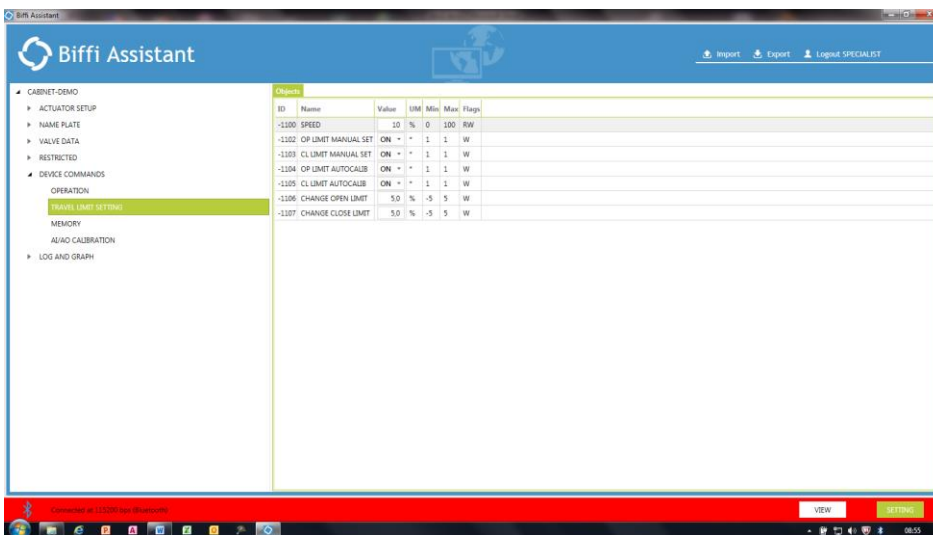 Biffi Assistant
Biffi Assistant
Import Export Logout SPECIALIST
CABINET-DEMO
ACTUATOR SETUP
NAME PLATE
VALVE DATA
RESTRICTED
DEVICE COMMANDS
OPERATION
TRAVEL LIMIT SETTING
MEMORY
AI/AO CALIBRATION
LOG AND GRAPH
Objects
ID Name Value UM Min Max Flags
-1100 SPEED 10 % 0 100 RW
-1102 OP LIMIT MANUAL SET ON * 1 1 W
-1103 CL LIMIT MANUAL SET ON * 1 1 W
-1104 OP LIMIT AUTOCALIB ON * 1 1 W
-1105 CL LIMIT AUTOCALIB ON * 1 1 W
-1106 CHANGE OPEN LIMIT 5,0 % -5 5 W
-1107 CHANGE CLOSE LIMIT 5,0 % -5 5 W
Connected at 115200 bps (Bluetooth)
VIEW SETTING
08:55